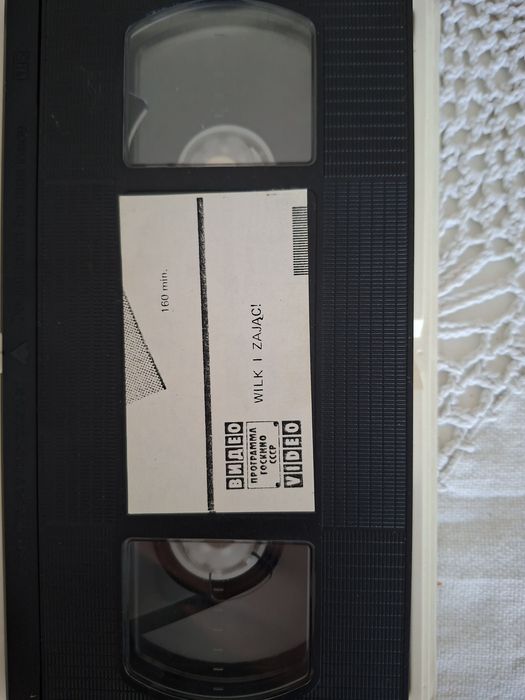 ВИДЕО
ПРОГРАММА
ГОСКИНО
СССР
VIDEO
WILK I ZAJĄC!
160 min.